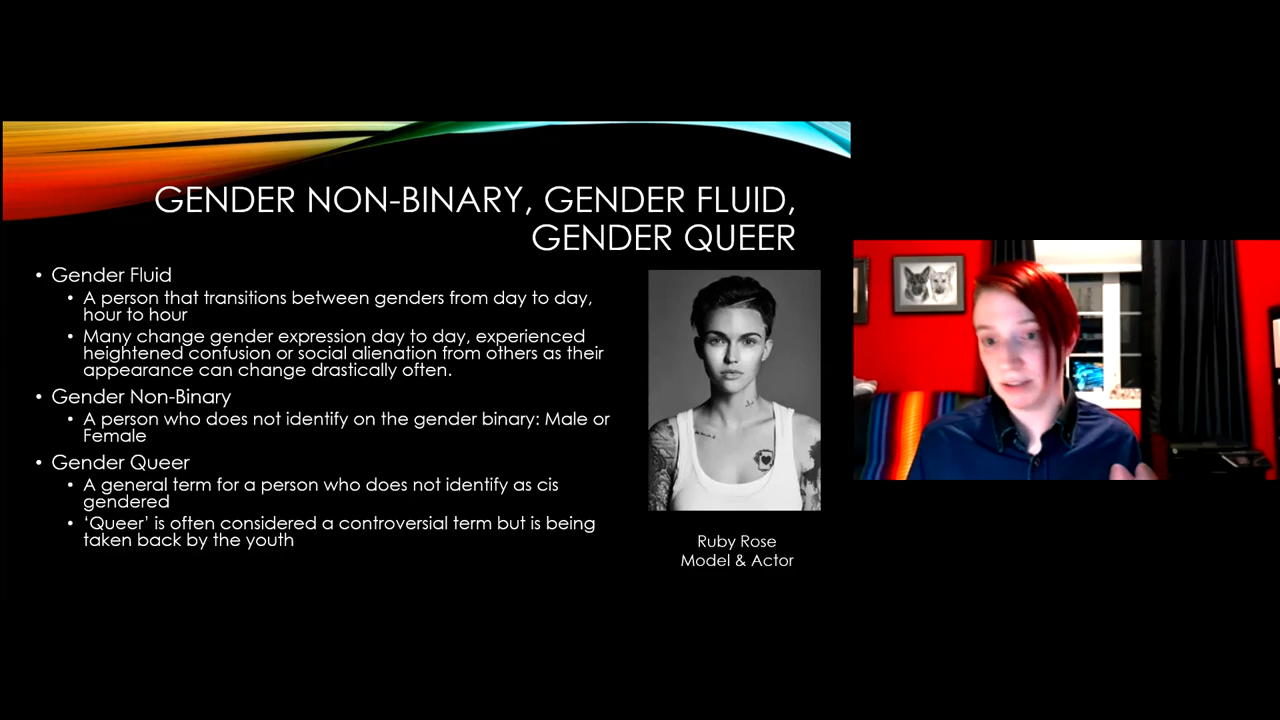 GENDER NON-BINARY, GENDER FLUID,
GENDER QUEER
• Gender Fluid
• A person that transitions between genders from day to day,
hour to hour
• Many change gender expression day to day, experienced
heightened confusion or social alienation from others as their
appearance can change drastically often.
• Gender Non-Binary
• A person who does not identify on the gender binary: Male or
Female
• Gender Queer
• A general term for a person who does not identify as cis
gendered
• ‘Queer’ is often considered a controversial term but is being
taken back by the youth
Ruby Rose
Model & Actor